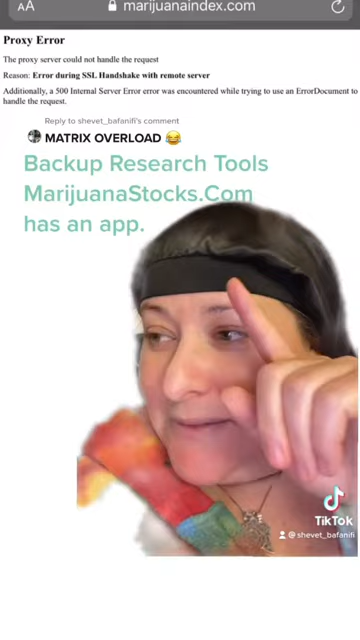 AA
marijuanaindex.com
Proxy Error
The proxy server could not handle the request
Reason: Error during SSL Handshake with remote server
Additionally, a 500 Internal Server Error error was encountered while trying to use an ErrorDocument to
handle the request.
Reply to shevet_bafanifi's comment
MATRIX OVERLOAD 😂
Backup Research Tools
MarijuanaStocks.Com
has an app.
TikTok
@shevet_bafanifi